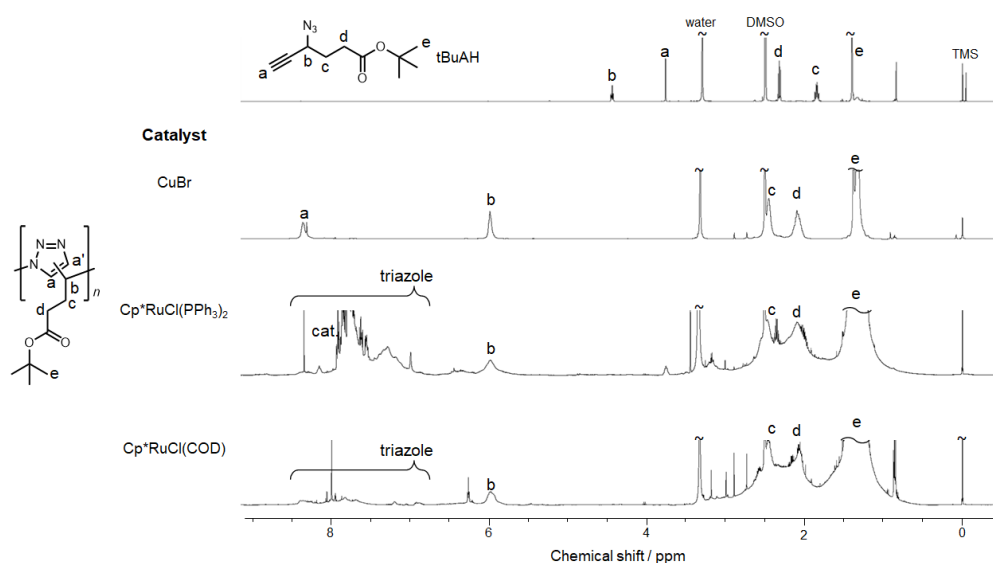 N3
d
a
b
c
O
O
e
tBuAH
b
a
water
~
DMSO
~
d
c
~
e
TMS
Catalyst
CuBr
a
b
~
~
c
d
e
~ ~
N=N
N
a'
a
b
n
d
c
O
O
e
Cp*RuCl(PPh3)2
triazole
cat.
b
~
~
c
d
e
~
Cp*RuCl(COD)
triazole
b
~
~
c
d
e
~
~
8
6
4
2
0
Chemical shift / ppm